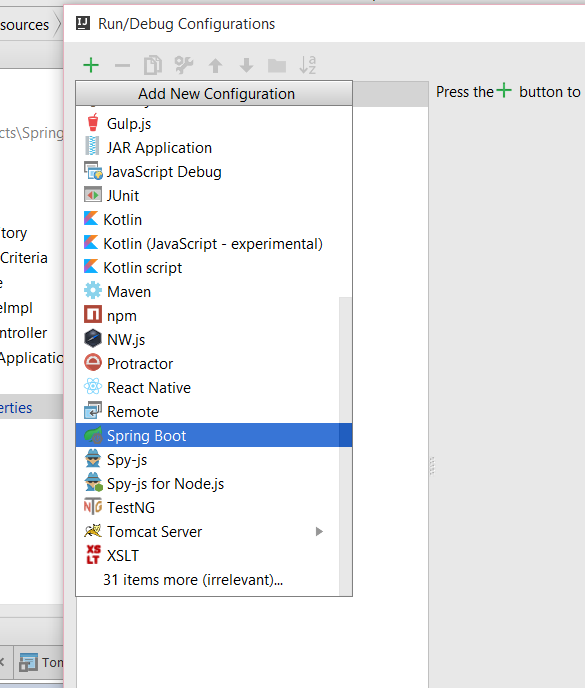 Run/Debug Configurations
sources
Add New Configuration
Press the + button to
Gulp.js
JAR Application
cts\Spring
JavaScript Debug
JUnit
Kotlin
tory
Kotlin (JavaScript - experimental)
Criteria
Kotlin script
e
Maven
eImpl
npm
ntroller
NW.js
Applicatio
Protractor
React Native
erties
Remote
Spring Boot
Spy-js
Spy-js for Node.js
TestNG
Tomcat Server
XSLT
31 items more (irrelevant)...
Tom